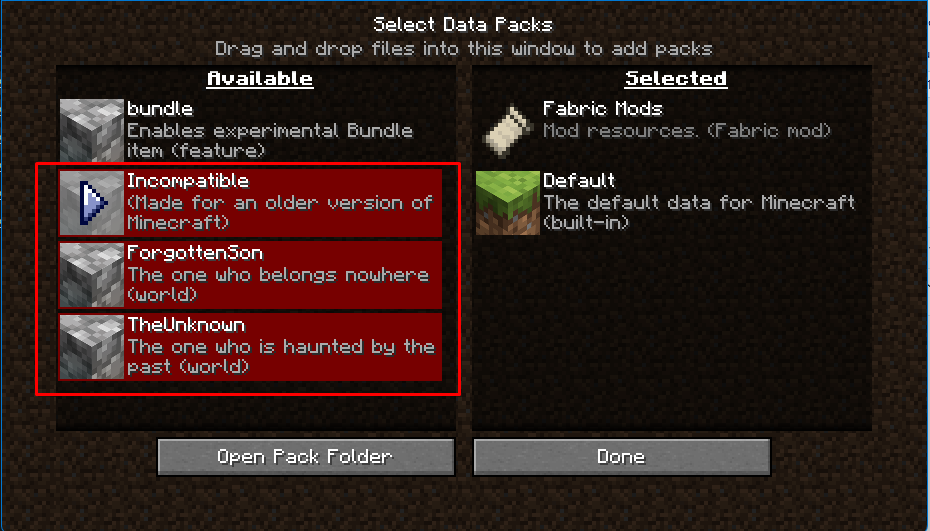 Select Data Packs
Drag and drop files into this window to add packs
Available
bundle
Enables experimental Bundle
item (feature)
Incompatible
(Made for an older version of
Minecraft)
ForgottenSon
The one who belongs nowhere
(world)
TheUnknown
The one who is haunted by the
past (world)
Selected
Fabric Mods
Mod resources. (Fabric mod)
Default
The default data for Minecraft
(built-in)
Open Pack Folder
Done